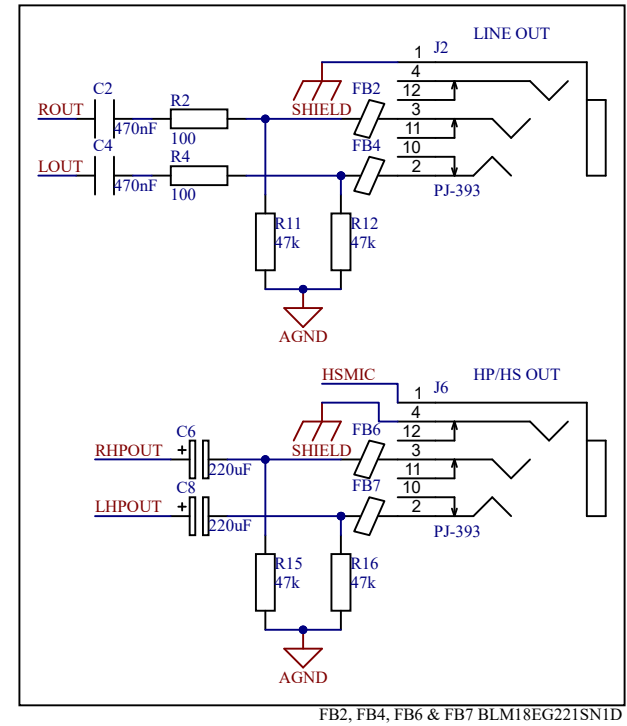 LINE OUT
J2
1
4
12
3
11
10
2
PJ-393
SHIELD
FB2
FB4
C2
470nF
R2
100
ROUT
C4
470nF
R4
100
LOUT
R11
47k
R12
47k
AGND
HSMIC
HP/HS OUT
J6
1
4
12
3
11
10
2
PJ-393
SHIELD
FB6
FB7
C6
+
220uF
RHPOUT
C8
+
220uF
LHPOUT
R15
47k
R16
47k
AGND
FB2, FB4, FB6 & FB7 BLM18EG221SN1D